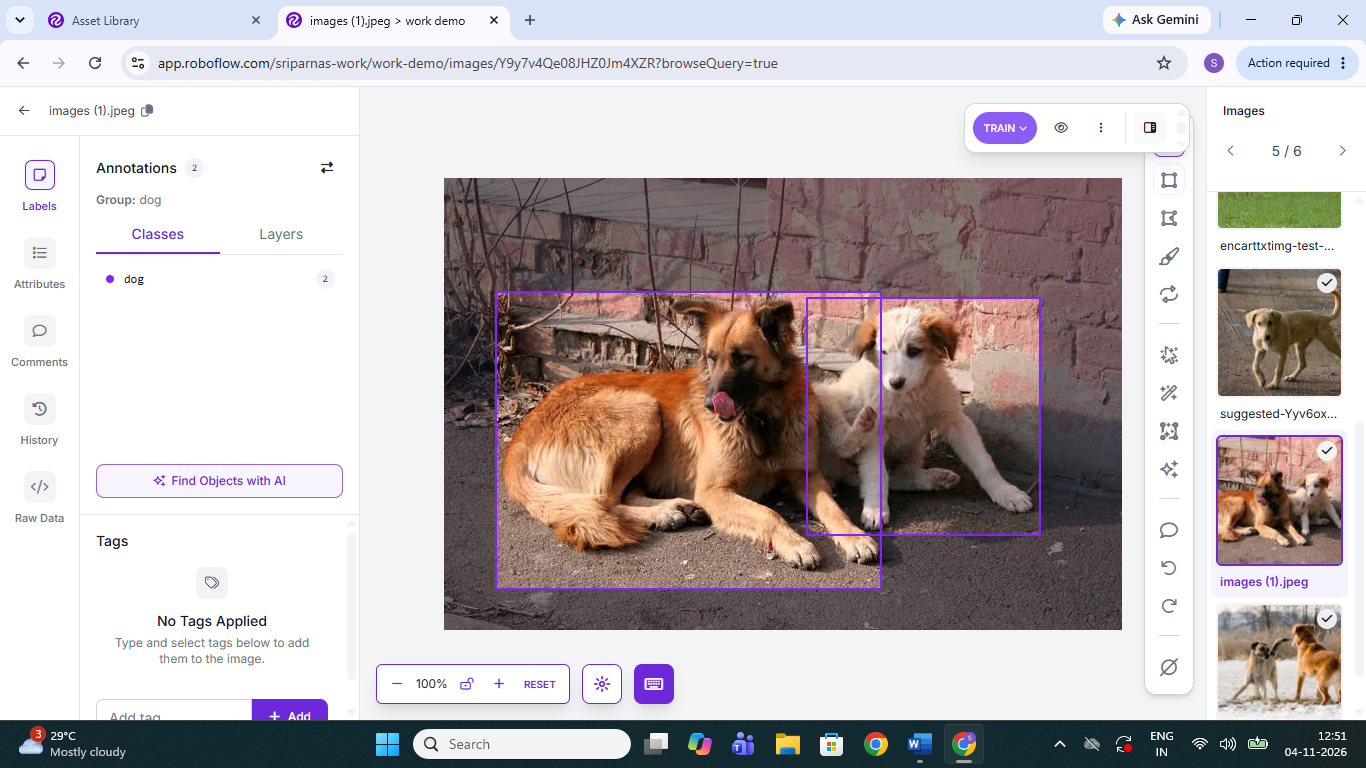 Asset Library
images (1).jpeg > work demo
Ask Gemini
app.roboflow.com/sriparnas-work/work-demo/images/Y9y7v4Qe08JHZ0Jm4XZR?browseQuery=true
S
Action required
images (1).jpeg
Labels
Attributes
Comments
History
Raw Data
Annotations 2
Group: dog
Classes
Layers
dog 2
Find Objects with AI
Tags
No Tags Applied
Type and select tags below to add
them to the image.
Add tag
+ Add
TRAIN
100%
RESET
Images
5 / 6
encarttxtimg-test-...
suggested-Yyv6ox...
images (1).jpeg
3
29°C
Mostly cloudy
Search
ENG
IN
12:51
04-11-2026